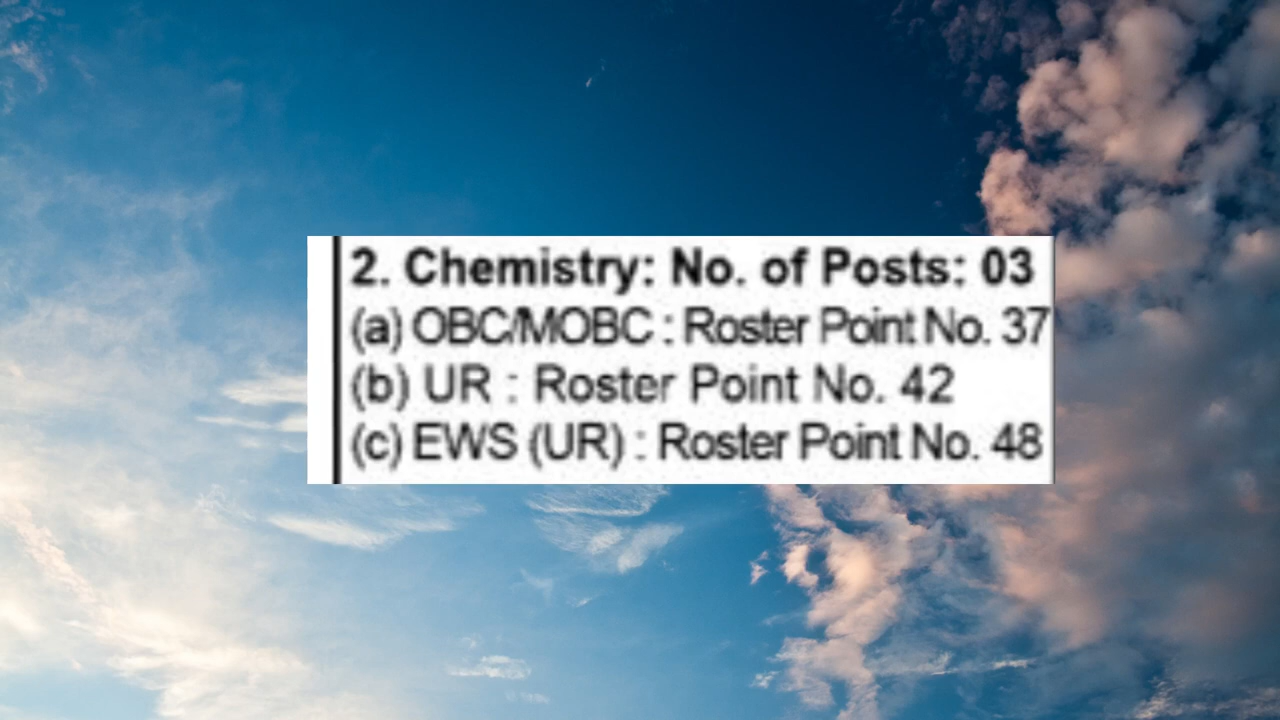 2. Chemistry: No. of Posts: 03
(a) OBC/MOBC : Roster Point No. 37
(b) UR : Roster Point No. 42
(c) EWS (UR) : Roster Point No. 48